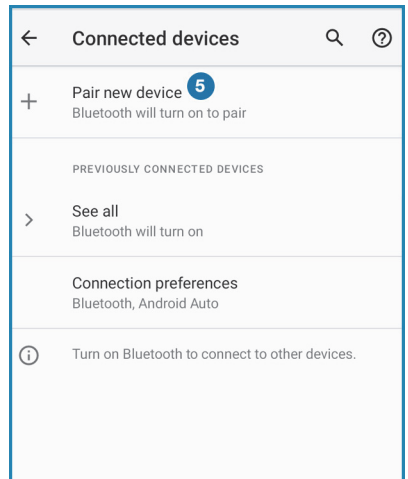 Connected devices
Pair new device 5
Bluetooth will turn on to pair
PREVIOUSLY CONNECTED DEVICES
See all
Bluetooth will turn on
Connection preferences
Bluetooth, Android Auto
Turn on Bluetooth to connect to other devices.